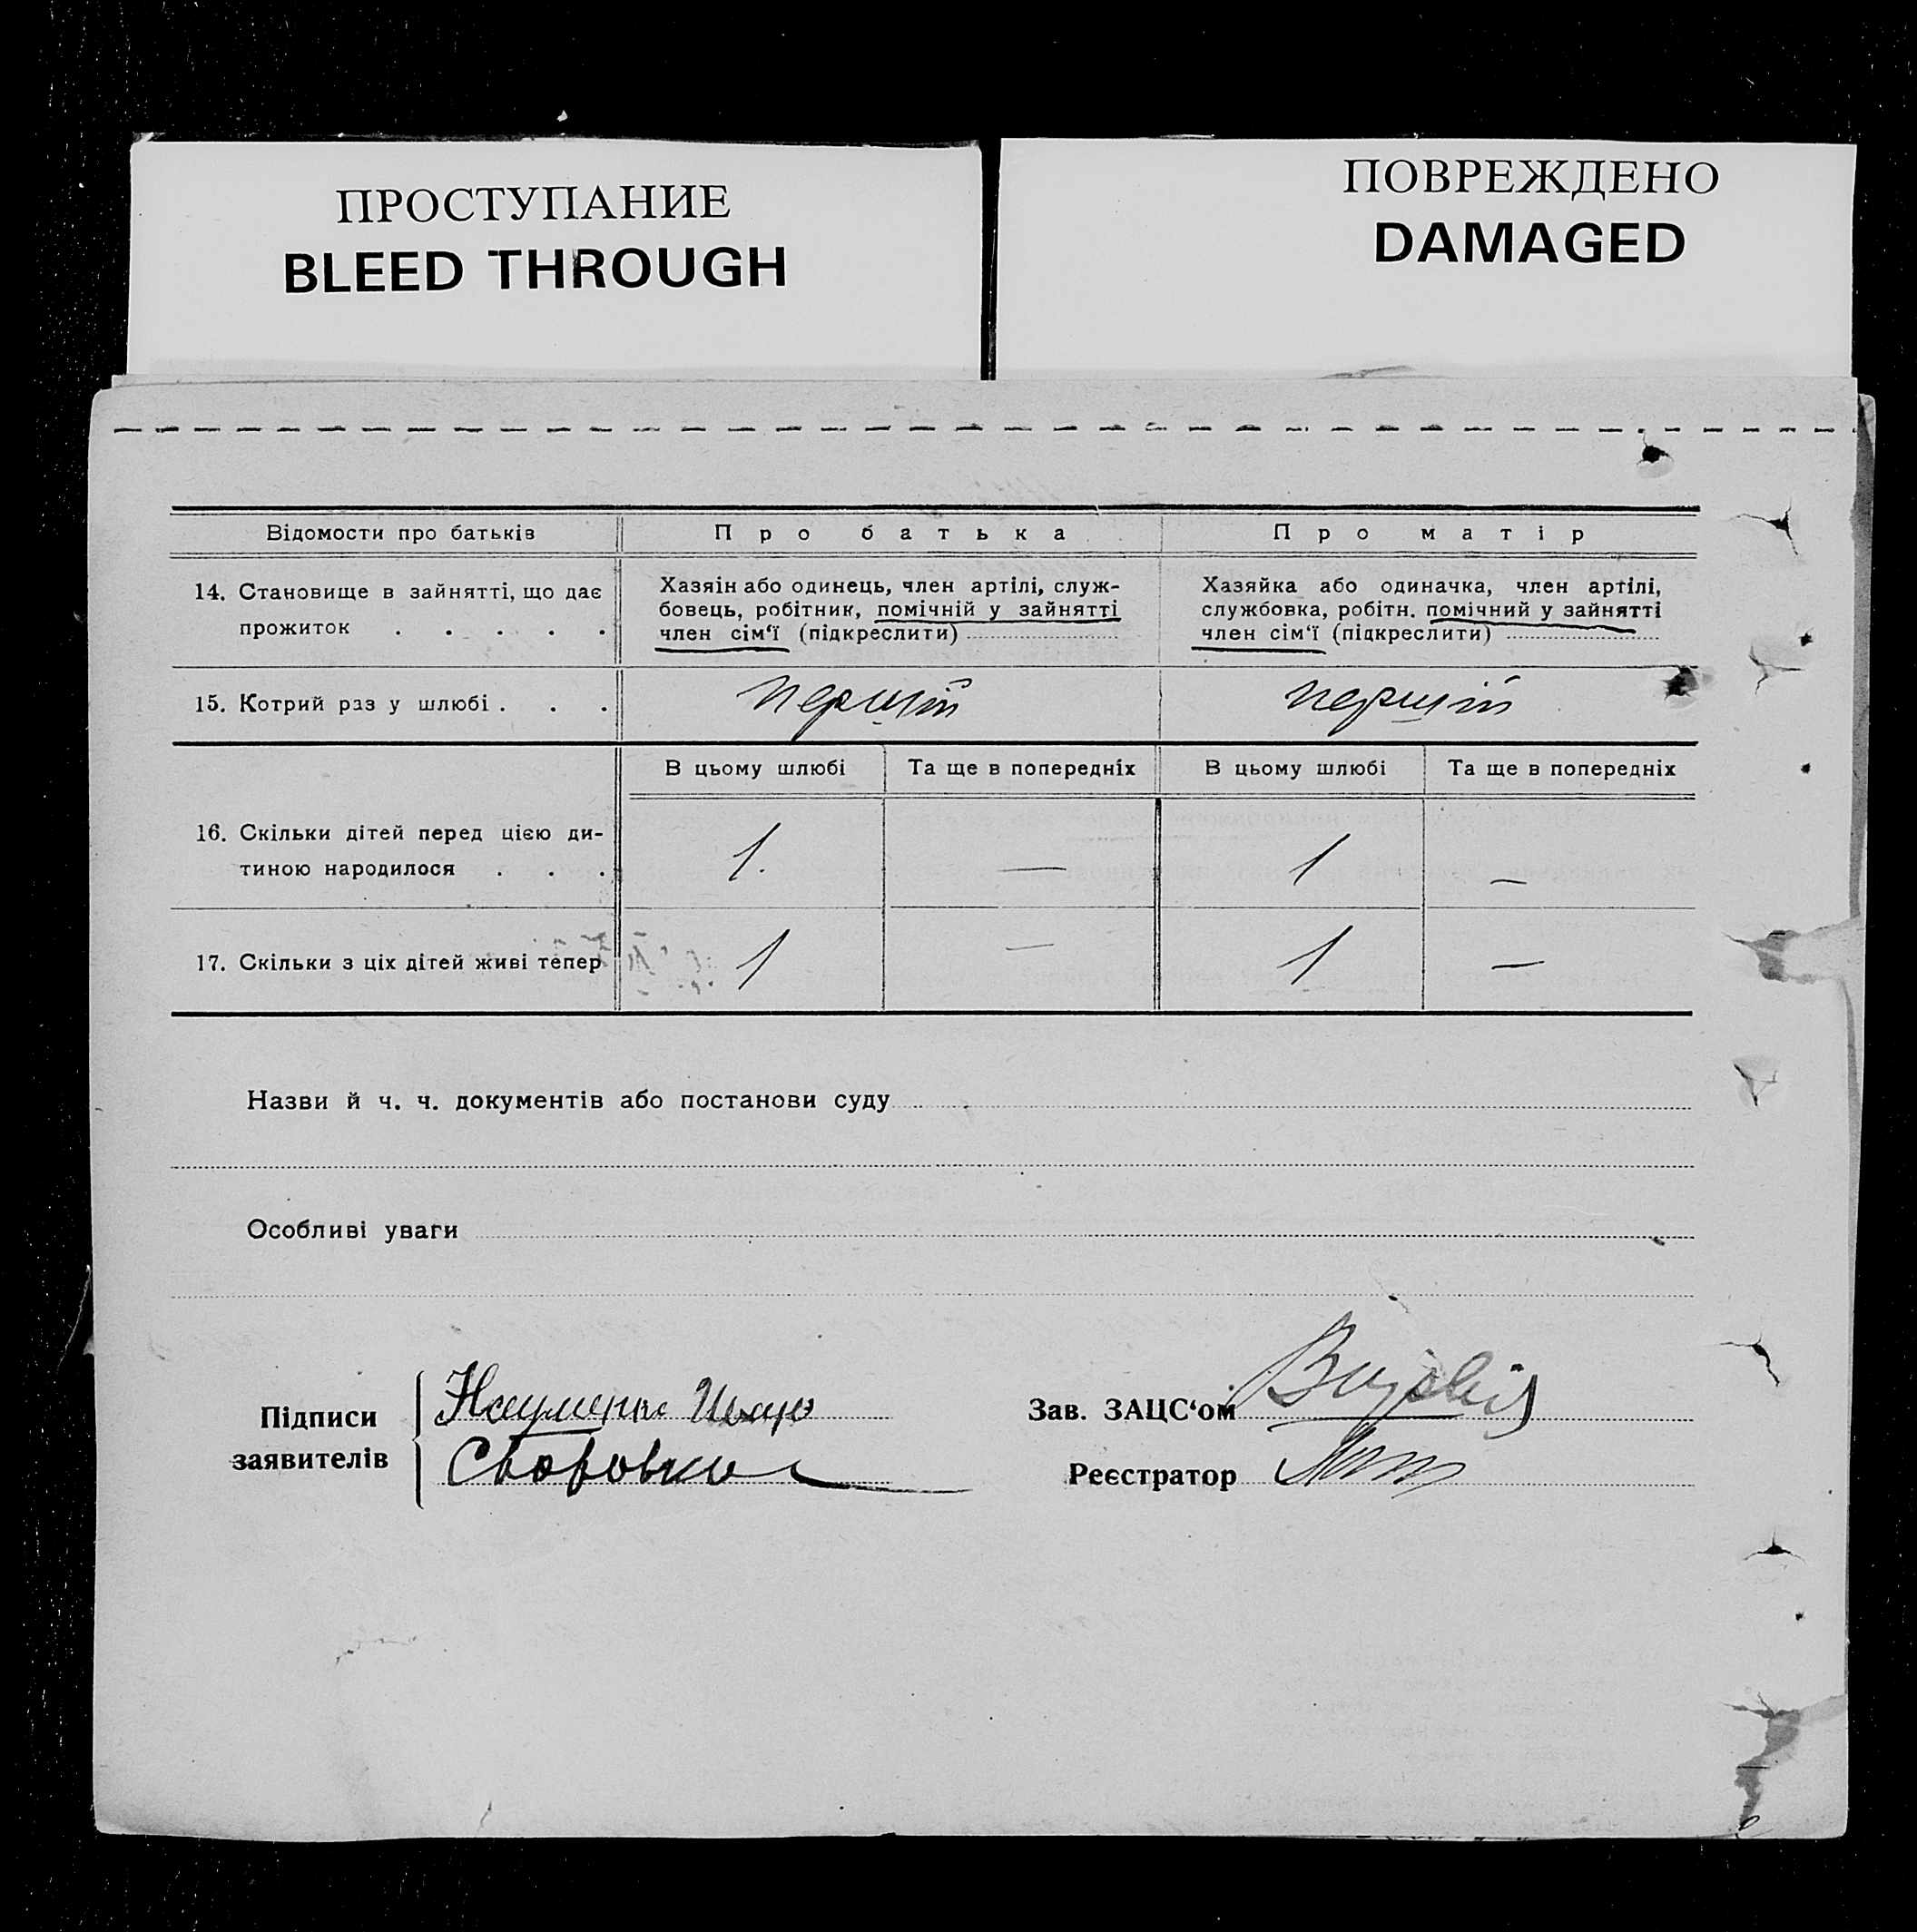 ПРОСТУПАНИЕ
BLEED THROUGH
ПОВРЕЖДЕНО
DAMAGED
Відомости про батьків
Про батька
Про матір
14. Становище в зайнятті, що дає
прожиток . . . . .
Хазяін або одинець, член артілі, служ-
бовець, робітник, помічній у зайнятті
член сім‘ї (підкреслити)
Хазяйка або одиначка, член артілі,
службовка, робітн. помічний у зайнятті
член сім‘ї (підкреслити)
15. Котрий раз у шлюбі . . .
перший
перший
В цьому шлюбі
Та ще в попередніх
В цьому шлюбі
Та ще в попередніх
16. Скільки дітей перед цією ди-
тиною народилося . . .
1.
—
1
—
17. Скільки з ціх дітей живі тепер
1
—
1
—
Назви й ч. ч. документів або постанови суду
Особливі уваги
Підписи
заявителів
Науменко
Зав. ЗАЦС‘ом
Реєстратор